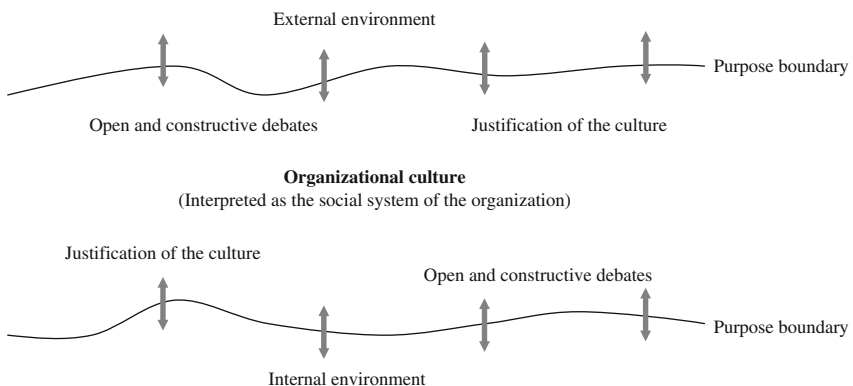 External environment
Purpose boundary
Open and constructive debates
Justification of the culture
Organizational culture
(Interpreted as the social system of the organization)
Justification of the culture
Open and constructive debates
Purpose boundary
Internal environment